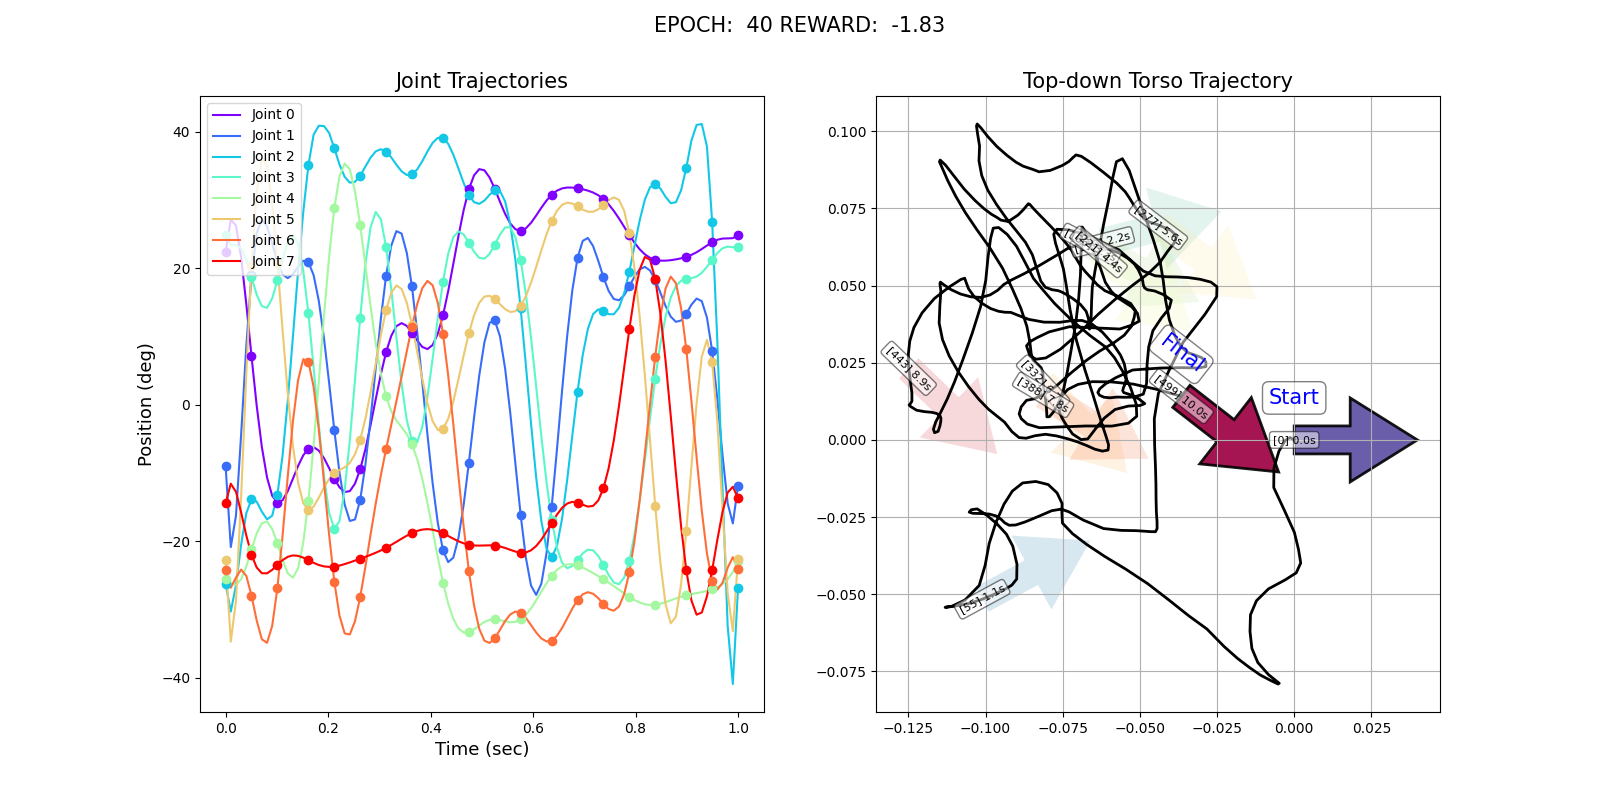 EPOCH:  40 REWARD:  -1.83
Joint Trajectories
Top-down Torso Trajectory
Joint 0
Joint 1
Joint 2
Joint 3
Joint 4
Joint 5
Joint 6
Joint 7
Position (deg)
40
20
0
−20
−40
0.0
0.2
0.4
0.6
0.8
1.0
Time (sec)
0.100
0.075
0.050
0.025
0.000
−0.025
−0.050
−0.075
−0.125
−0.100
−0.075
−0.050
−0.025
0.000
0.025
[277] 5.6s
2.2s
[221] 4.4s
Final
[443] 8.9s
[332]
[388] 7.8s
[499] 10.0s
Start
[0] 0.0s
[55] 1.1s